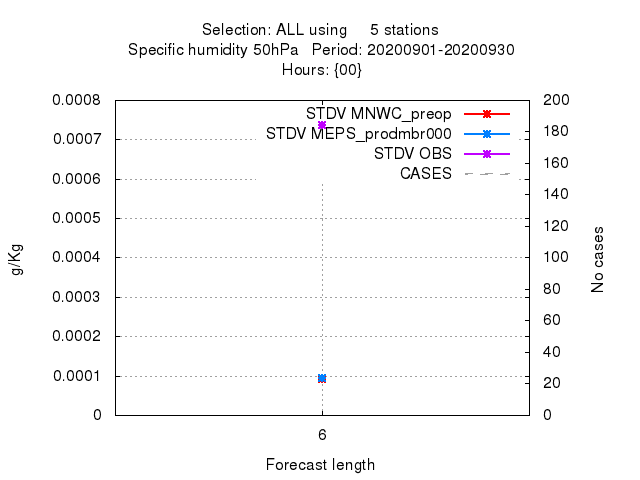 Selection: ALL using     5 stations
Specific humidity 50hPa   Period: 20200901-20200930
Hours: {00}
STDV MNWC_preop
STDV MEPS_prodmbr000
STDV OBS
CASES
0.0008
0.0007
0.0006
0.0005
0.0004
0.0003
0.0002
0.0001
0
g/Kg
200
180
160
140
120
100
80
60
40
20
0
No cases
6
Forecast length